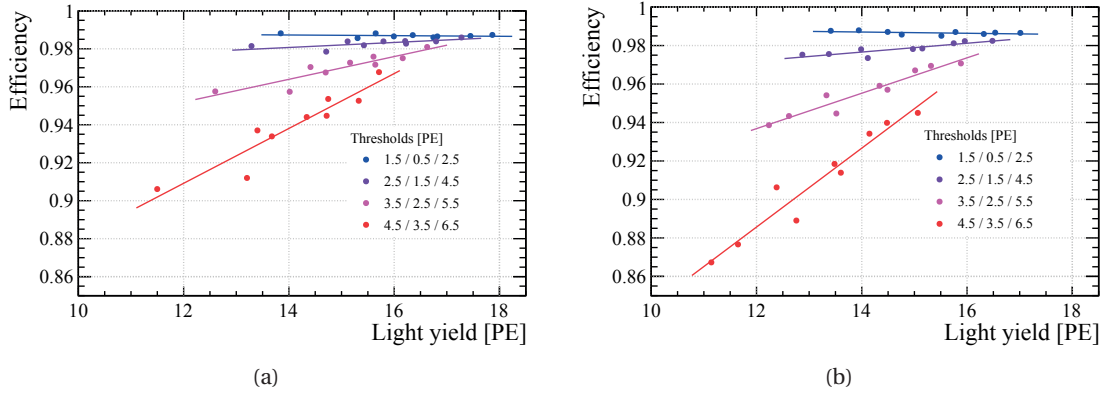 Efficiency
1
0.98
0.96
0.94
0.92
0.9
0.88
0.86
Thresholds [PE]
1.5 / 0.5 / 2.5
2.5 / 1.5 / 4.5
3.5 / 2.5 / 5.5
4.5 / 3.5 / 6.5
10 12 14 16 18
Light yield [PE]
(a)
Efficiency
1
0.98
0.96
0.94
0.92
0.9
0.88
0.86
Thresholds [PE]
1.5 / 0.5 / 2.5
2.5 / 1.5 / 4.5
3.5 / 2.5 / 5.5
4.5 / 3.5 / 6.5
10 12 14 16 18
Light yield [PE]
(b)